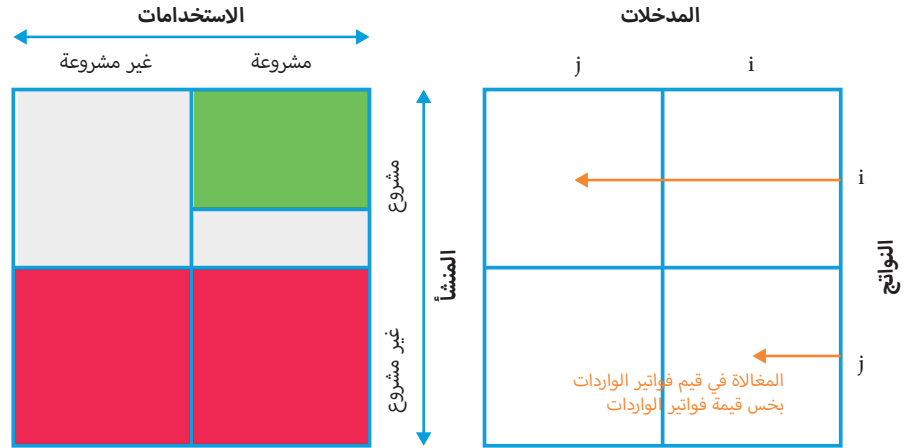 المدخلات
i
j
i
النواتج
j
المغالاة في قيم فواتير الواردات
بخس قيمة فواتير الواردات
الاستخدامات
مشروعة
غير مشروعة
مشروع
المنشأ
غير مشروع